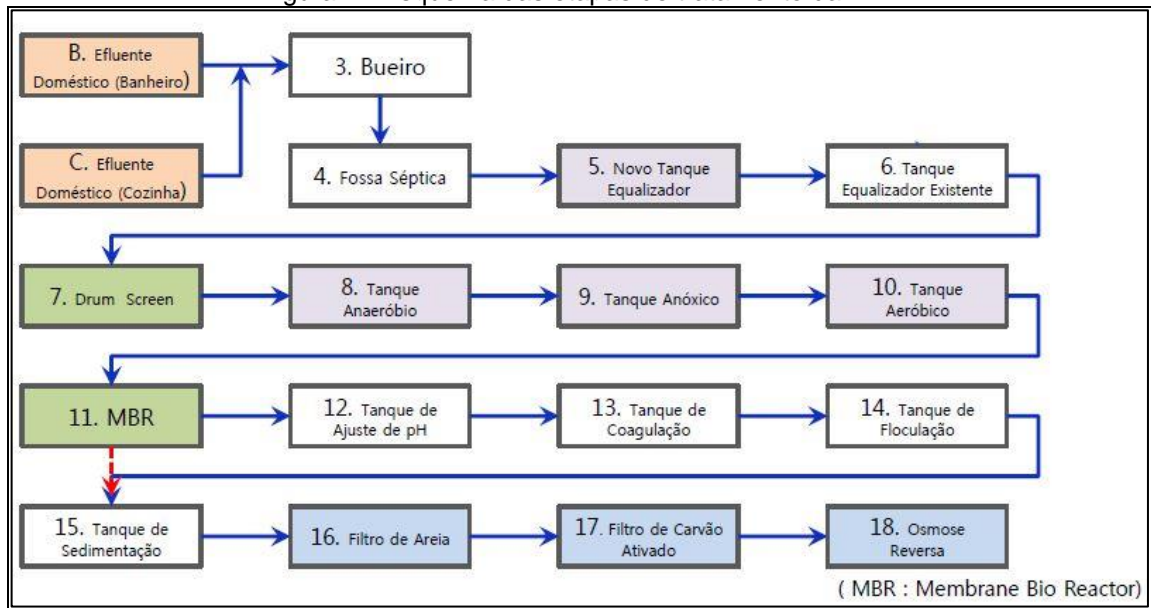 B. Efluente
Doméstico (Banheiro)
3. Bueiro
C. Efluente
Doméstico (Cozinha)
4. Fossa Séptica
5. Novo Tanque
Equalizador
6. Tanque
Equalizador Existente
7. Drum Screen
8. Tanque
Anaeróbio
9. Tanque Anóxico
10. Tanque
Aeróbico
11. MBR
12. Tanque de
Ajuste de pH
13. Tanque de
Coagulação
14. Tanque de
Floculação
15. Tanque de
Sedimentação
16. Filtro de Areia
17. Filtro de Carvão
Ativado
18. Osmose
Reversa
( MBR : Membrane Bio Reactor)